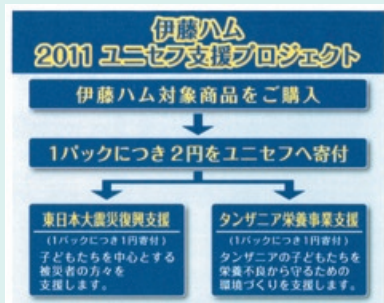 伊藤ハム
2011 ユニセフ支援プロジェクト
伊藤ハム対象商品をご購入
1パックにつき2円をユニセフへ寄付
東日本大震災復興支援
(1パックにつき1円寄付)
子どもたちを中心とする
被災者の方々を
支援します。
タンザニア栄養事業支援
(1パックにつき1円寄付)
タンザニアの子どもたちを
栄養不良から守るための
環境づくりを支援します。